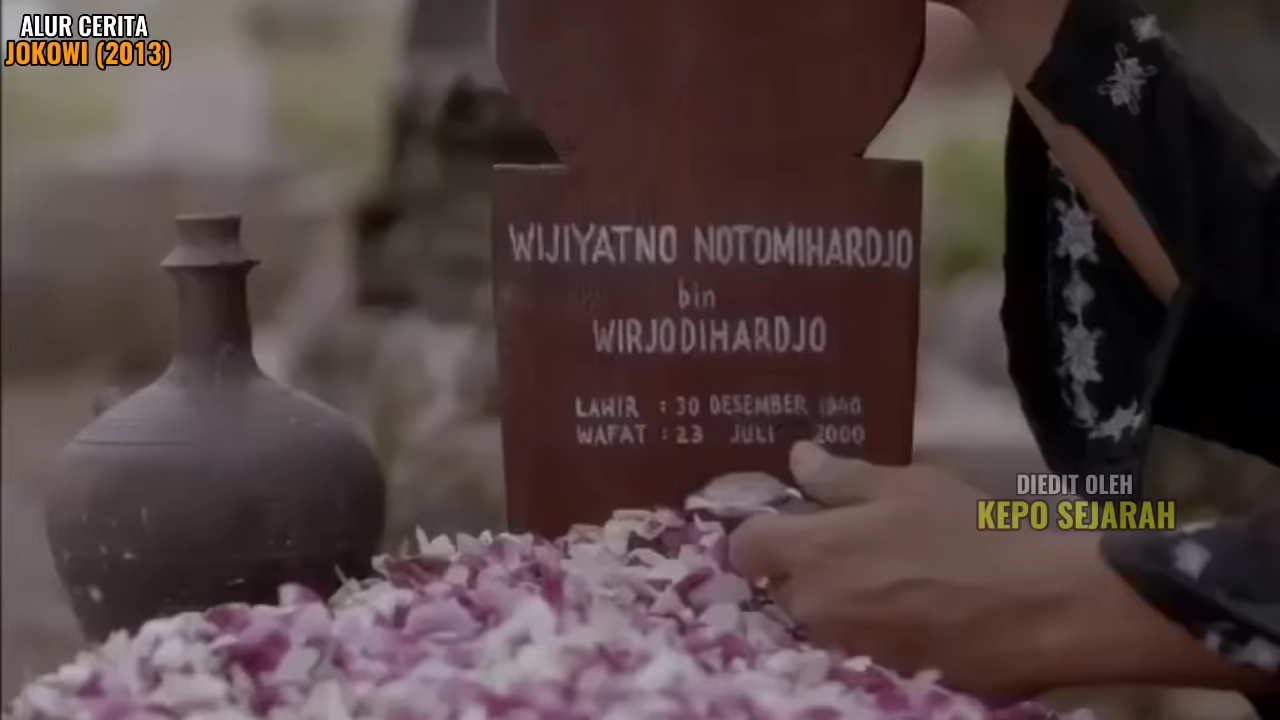 ALUR CERITA
JOKOWI (2013)
WIJIYATNO NOTOMIHARDJO
bin
WIRJODIHARDJO
LAHIR : 30 DESEMBER 1940
WAFAT : 23 JULI 2000
DIEDIT OLEH
KEPO SEJARAH